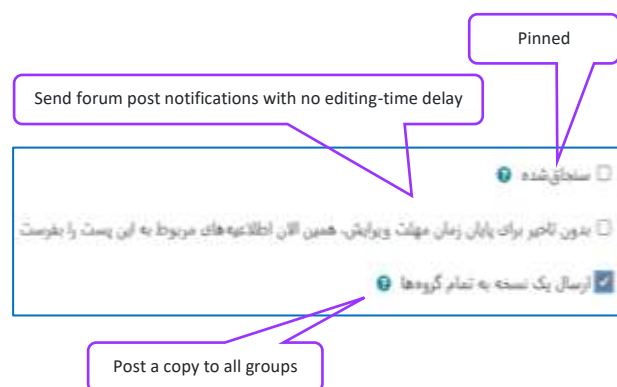 Pinned
Send forum post notifications with no editing-time delay
سنجاق‌شده
بدون تاخیر برای پایان زمان مهلت ویرایش، همین الان اطلاعیه‌های مربوط به این پست را بفرست
ارسال یک نسخه به تمام گروه‌ها
Post a copy to all groups